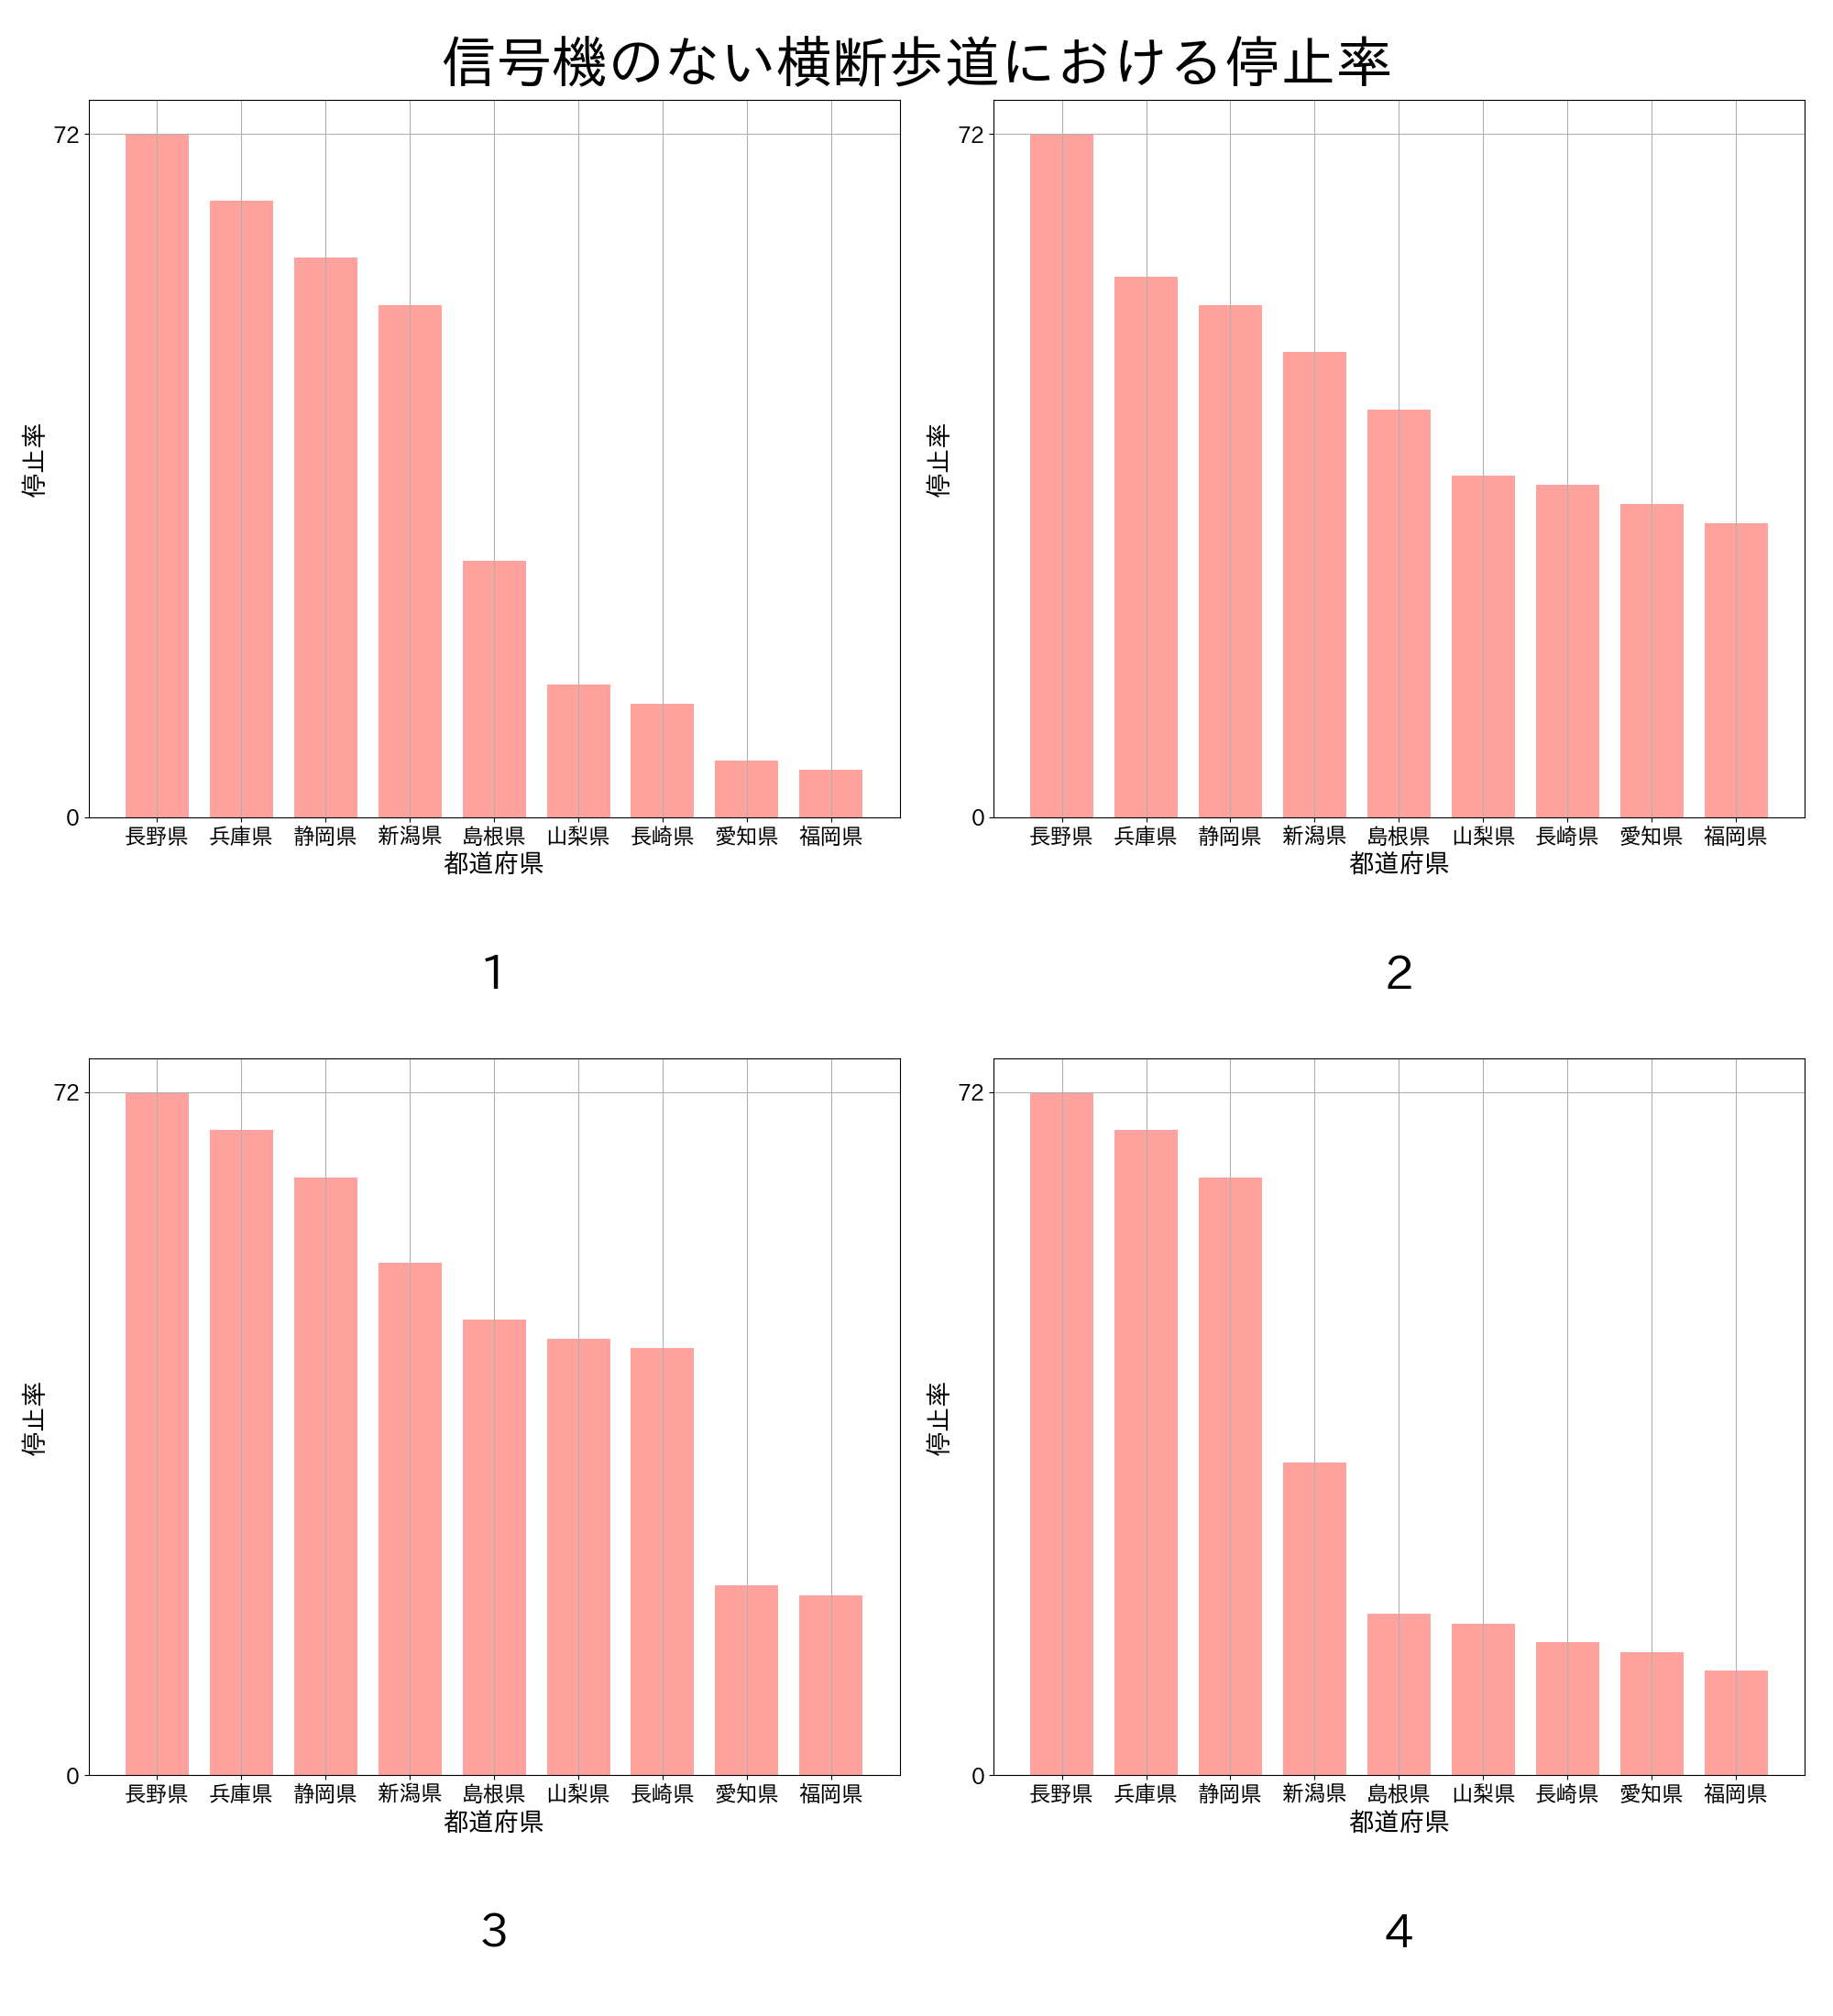 信号機のない横断歩道における停止率
72
0
停止率
長野県 兵庫県 静岡県 新潟県 島根県 山梨県 長崎県 愛知県 福岡県
都道府県
1
72
0
停止率
長野県 兵庫県 静岡県 新潟県 島根県 山梨県 長崎県 愛知県 福岡県
都道府県
2
72
0
停止率
長野県 兵庫県 静岡県 新潟県 島根県 山梨県 長崎県 愛知県 福岡県
都道府県
3
72
0
停止率
長野県 兵庫県 静岡県 新潟県 島根県 山梨県 長崎県 愛知県 福岡県
都道府県
4